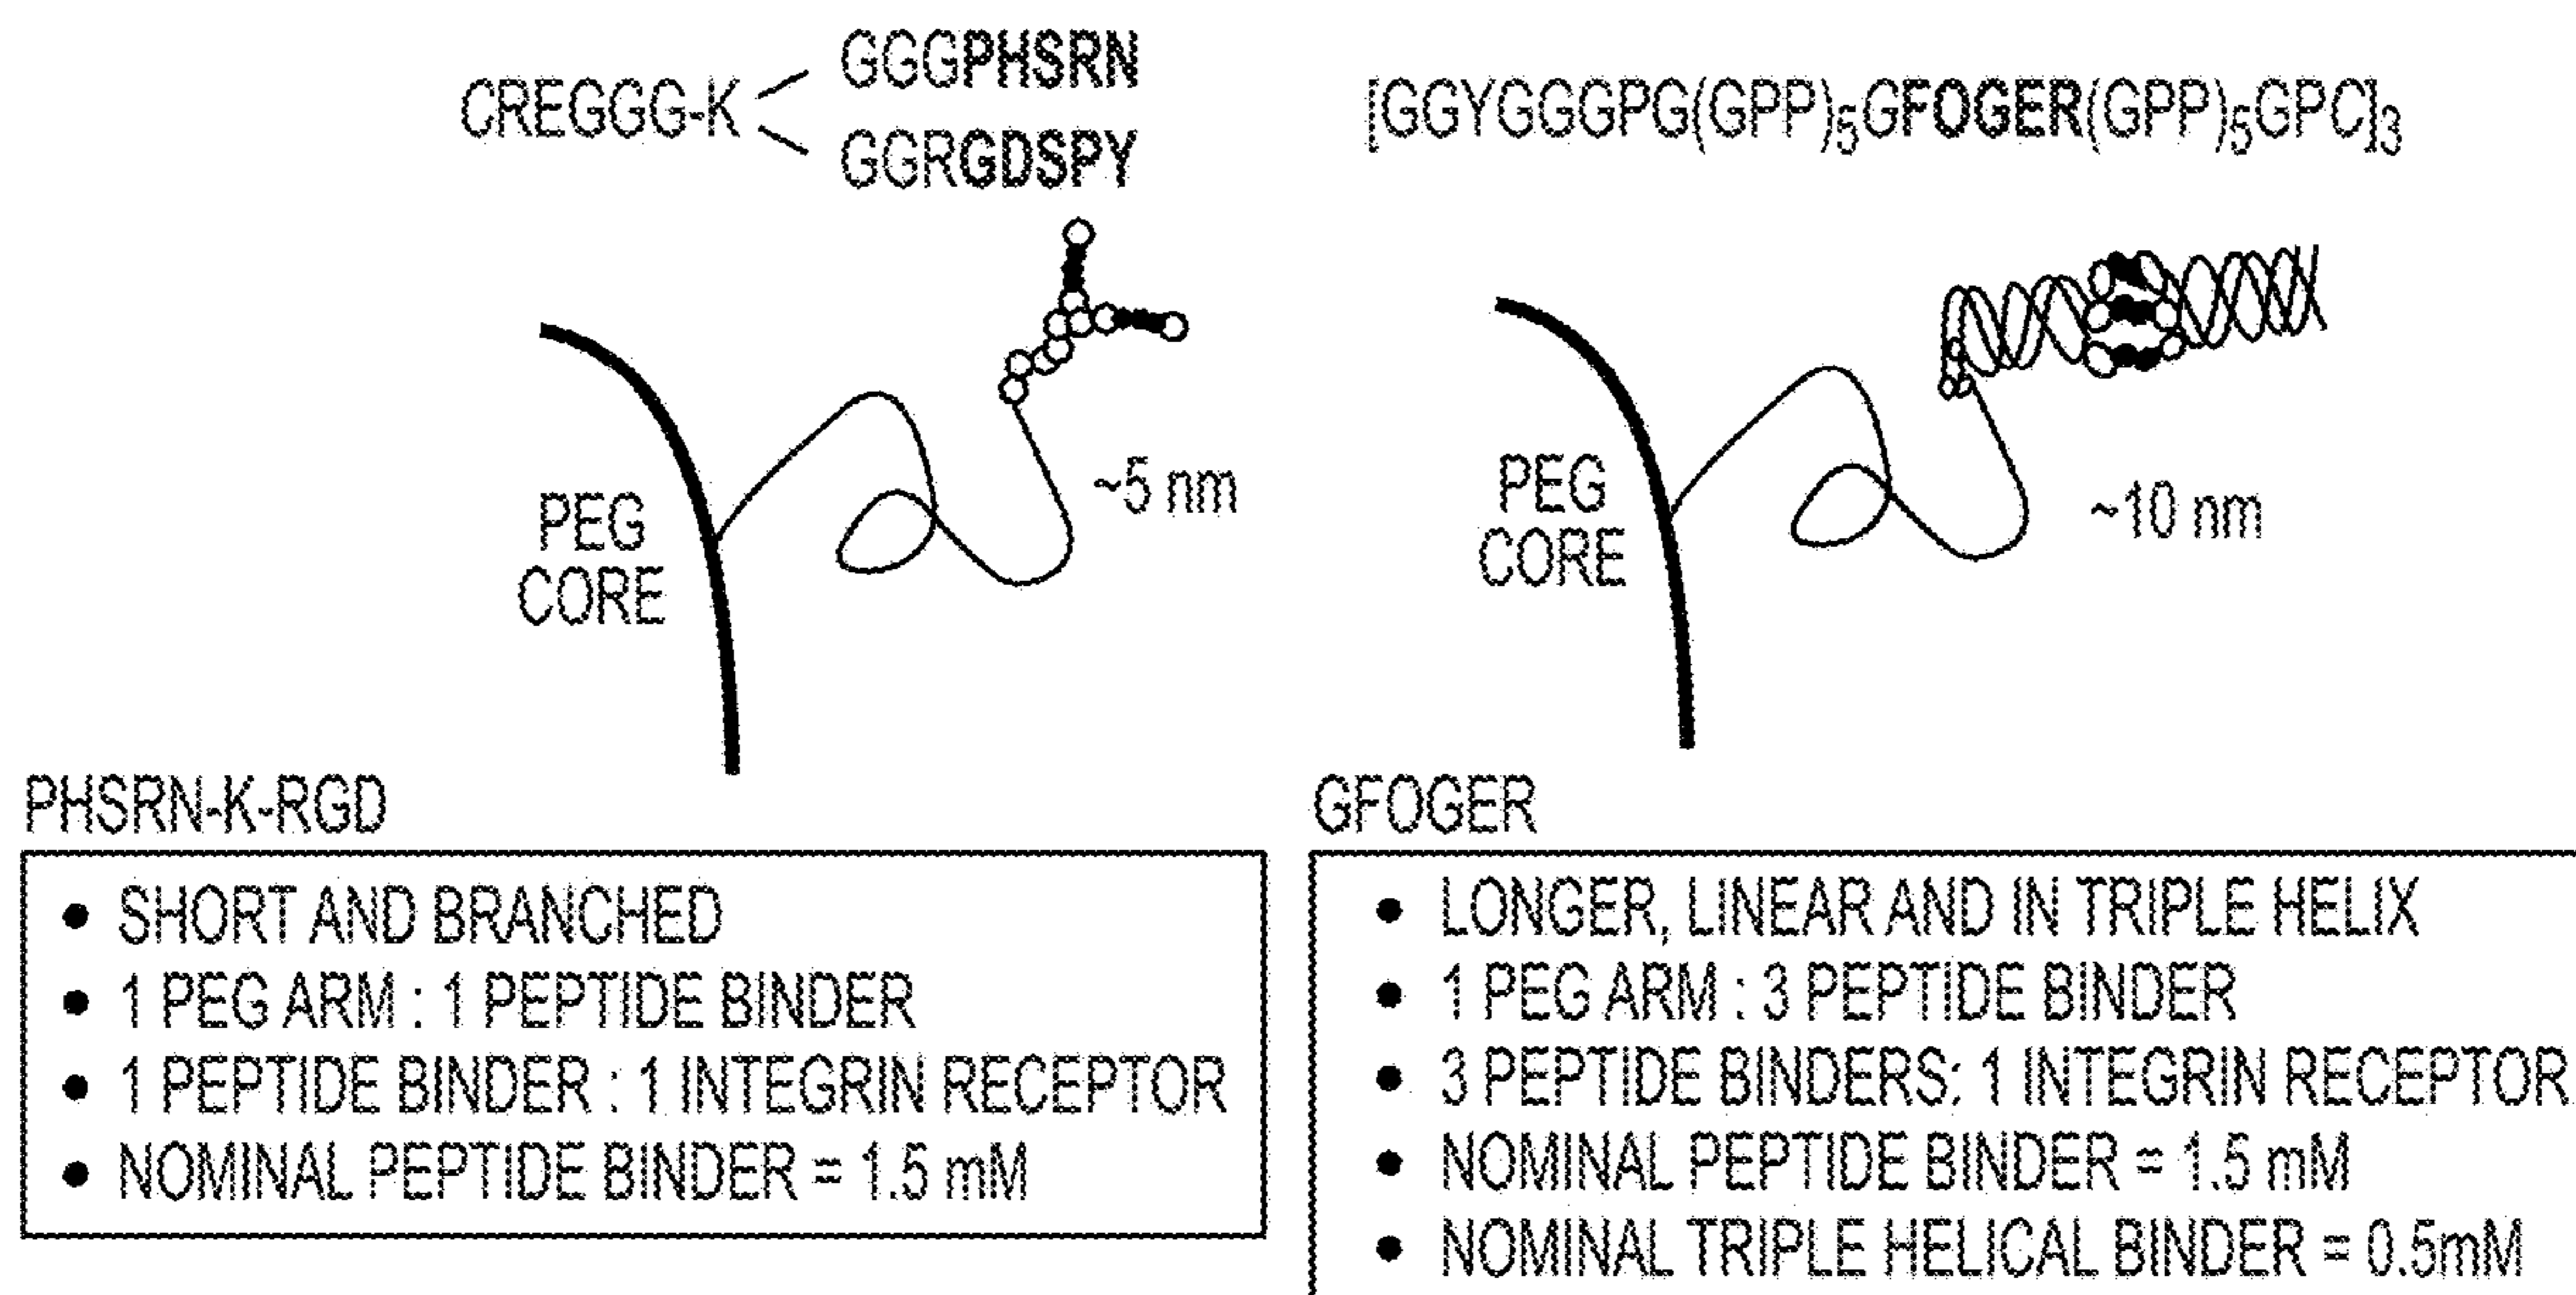 CREGGG-K
GGGPHSRN
GGRGDSPY
~5 nm
PEG
CORE
PHSRN-K-RGD
• SHORT AND BRANCHED
• 1 PEG ARM : 1 PEPTIDE BINDER
• 1 PEPTIDE BINDER : 1 INTEGRIN RECEPTOR
• NOMINAL PEPTIDE BINDER = 1.5 mM
[GGYGGGPG(GPP)5GFOGER(GPP)5GPC]3
~10 nm
PEG
CORE
GFOGER
• LONGER, LINEAR AND IN TRIPLE HELIX
• 1 PEG ARM : 3 PEPTIDE BINDER
• 3 PEPTIDE BINDERS: 1 INTEGRIN RECEPTOR
• NOMINAL PEPTIDE BINDER = 1.5 mM
• NOMINAL TRIPLE HELICAL BINDER = 0.5mM